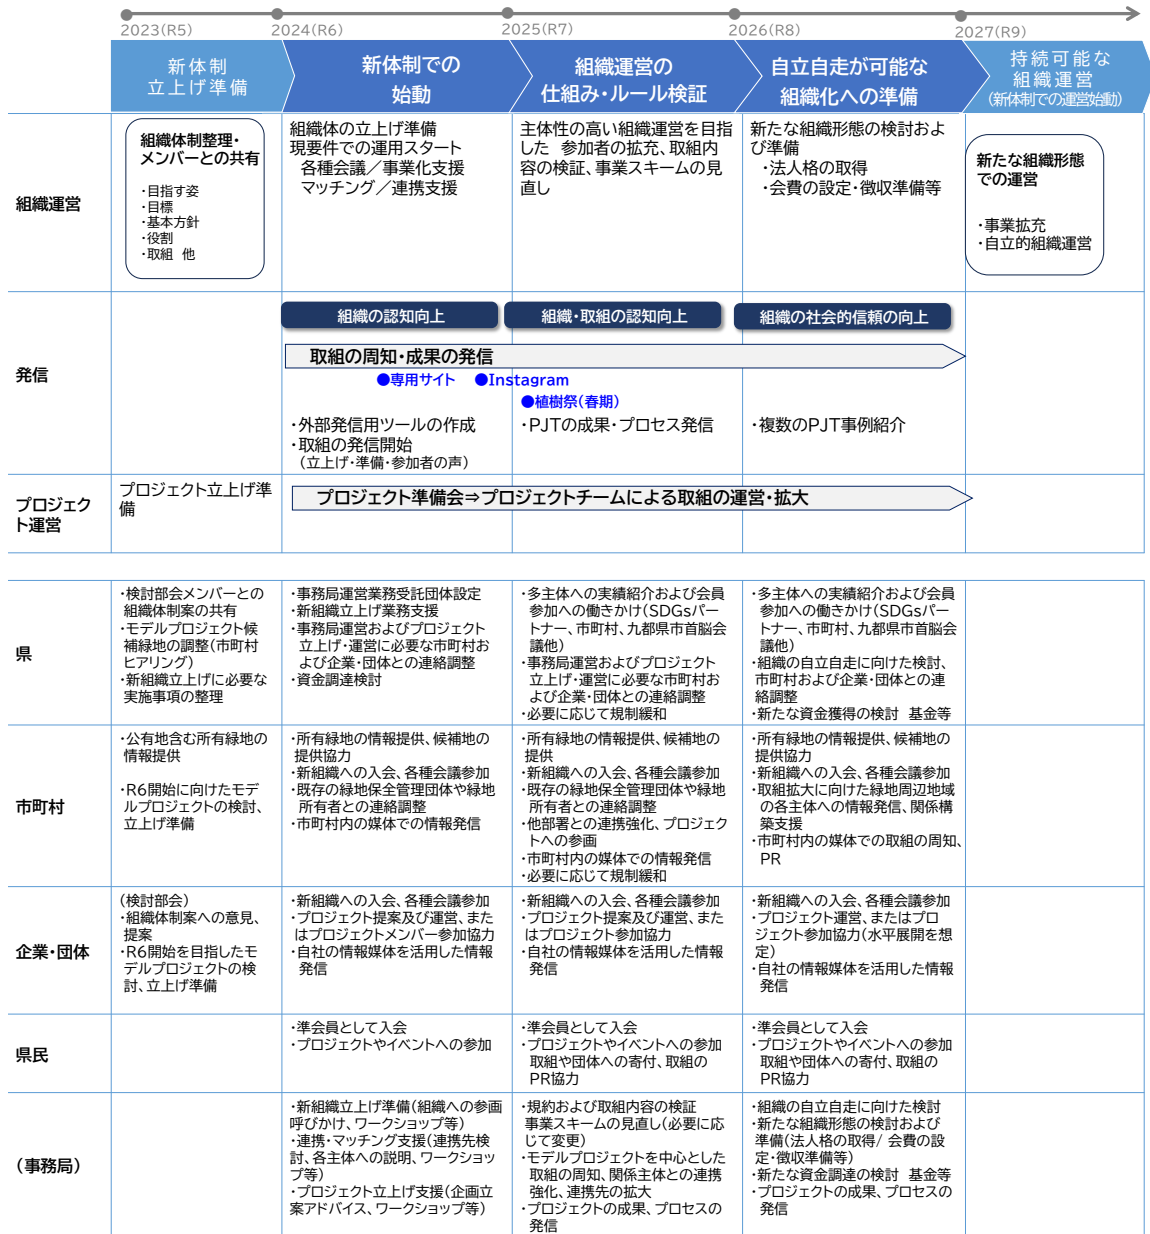 2023(R5)
2024(R6)
2025(R7)
2026(R8)
2027(R9)
新体制
立上げ準備
新体制での
始動
組織運営の
仕組み・ルール検証
自立自走が可能な
組織化への準備
持続可能な
組織運営
(新体制での運営始動)
組織運営
組織体制整理・
メンバーとの共有
・目指す姿
・目標
・基本方針
・役割
・取組 他
組織体の立上げ準備
現要件での運用スタート
各種会議／事業化支援
マッチング／連携支援
主体性の高い組織運営を目指
した 参加者の拡充、取組内
容の検証、事業スキームの見
直し
新たな組織形態の検討およ
び準備
・法人格の取得
・会費の設定・徴収準備等
新たな組織形態
での運営
・事業拡充
・自立的組織運営
発信
組織の認知向上
組織・取組の認知向上
組織の社会的信頼の向上
取組の周知・成果の発信
●専用サイト
●Instagram
●植樹祭(春期)
・外部発信用ツールの作成
・取組の発信開始
(立上げ・準備・参加者の声)
・PJTの成果・プロセス発信
・複数のPJT事例紹介
プロジェク
ト運営
プロジェクト立上げ準
備
プロジェクト準備会⇒プロジェクトチームによる取組の運営・拡大
県
・検討部会メンバーとの
組織体制案の共有
・モデルプロジェクト候
補緑地の調整(市町村
ヒアリング)
・新組織立上げに必要な
実施事項の整理
・事務局運営業務受託団体設定
・新組織立上げ業務支援
・事務局運営およびプロジェクト
立上げ・運営に必要な市町村お
よび企業・団体との連絡調整
・資金調達検討
・多主体への実績紹介および会員
参加への働きかけ(SDGsパー
トナー、市町村、九都県市首脳会
議他)
・事務局運営およびプロジェクト
立上げ・運営に必要な市町村お
よび企業・団体との連絡調整
・必要に応じて規制緩和
・多主体への実績紹介および会員
参加への働きかけ(SDGsパー
トナー、市町村、九都県市首脳会
議他)
・組織の自立自走に向けた検討、
市町村および企業・団体との連
絡調整
・新たな資金獲得の検討 基金等
市町村
・公有地含む所有緑地の
情報提供
・R6開始に向けたモデ
ルプロジェクトの検討、
立上げ準備
・所有緑地の情報提供、候補地の
提供協力
・新組織への入会、各種会議参加
・既存の緑地保全管理団体や緑地
所有者との連絡調整
・市町村内の媒体での情報発信
・所有緑地の情報提供、候補地の
提供
・新組織への入会、各種会議参加
・既存の緑地保全管理団体や緑地
所有者との連絡調整
・他部署との連携強化、プロジェク
トへの参画
・市町村内の媒体での情報発信
・必要に応じて規制緩和
・所有緑地の情報提供、候補地の
提供協力
・新組織への入会、各種会議参加
・取組拡大に向けた緑地周辺地域
の各主体への情報発信、関係構
築支援
・市町村内の媒体での取組の周知、
PR
企業・団体
(検討部会)
・組織体制案への意見、
提案
・R6開始を目指したモ
デルプロジェクトの検
討、立上げ準備
・新組織への入会、各種会議参加
・プロジェクト提案及び運営、また
はプロジェクトメンバー参加協力
・自社の情報媒体を活用した情報
発信
・新組織への入会、各種会議参加
・プロジェクト提案及び運営、また
はプロジェクト参加協力
・自社の情報媒体を活用した情報
発信
・新組織への入会、各種会議参加
・プロジェクト運営、またはプロ
ジェクト参加協力(水平展開を想
定)
・自社の情報媒体を活用した情報
発信
県民
・準会員として入会
・プロジェクトやイベントへの参加
・準会員として入会
・プロジェクトやイベントへの参加
取組や団体への寄付、取組の
PR協力
・準会員として入会
・プロジェクトやイベントへの参加
取組や団体への寄付、取組の
PR協力
(事務局)
・新組織立上げ準備(組織への参画
呼びかけ、ワークショップ等)
・連携・マッチング支援(連携先検
討、各主体への説明、ワークショッ
プ等)
・プロジェクト立上げ支援(企画立
案アドバイス、ワークショップ等)
・規約および取組内容の検証
事業スキームの見直し(必要に応
じて変更)
・モデルプロジェクトを中心とした
取組の周知、関係主体との連携
強化、連携先の拡大
・プロジェクトの成果、プロセスの
発信
・組織の自立自走に向けた検討
・新たな組織形態の検討および
準備(法人格の取得/ 会費の設
定・徴収準備等)
・新たな資金調達の検討 基金等
・プロジェクトの成果、プロセスの
発信